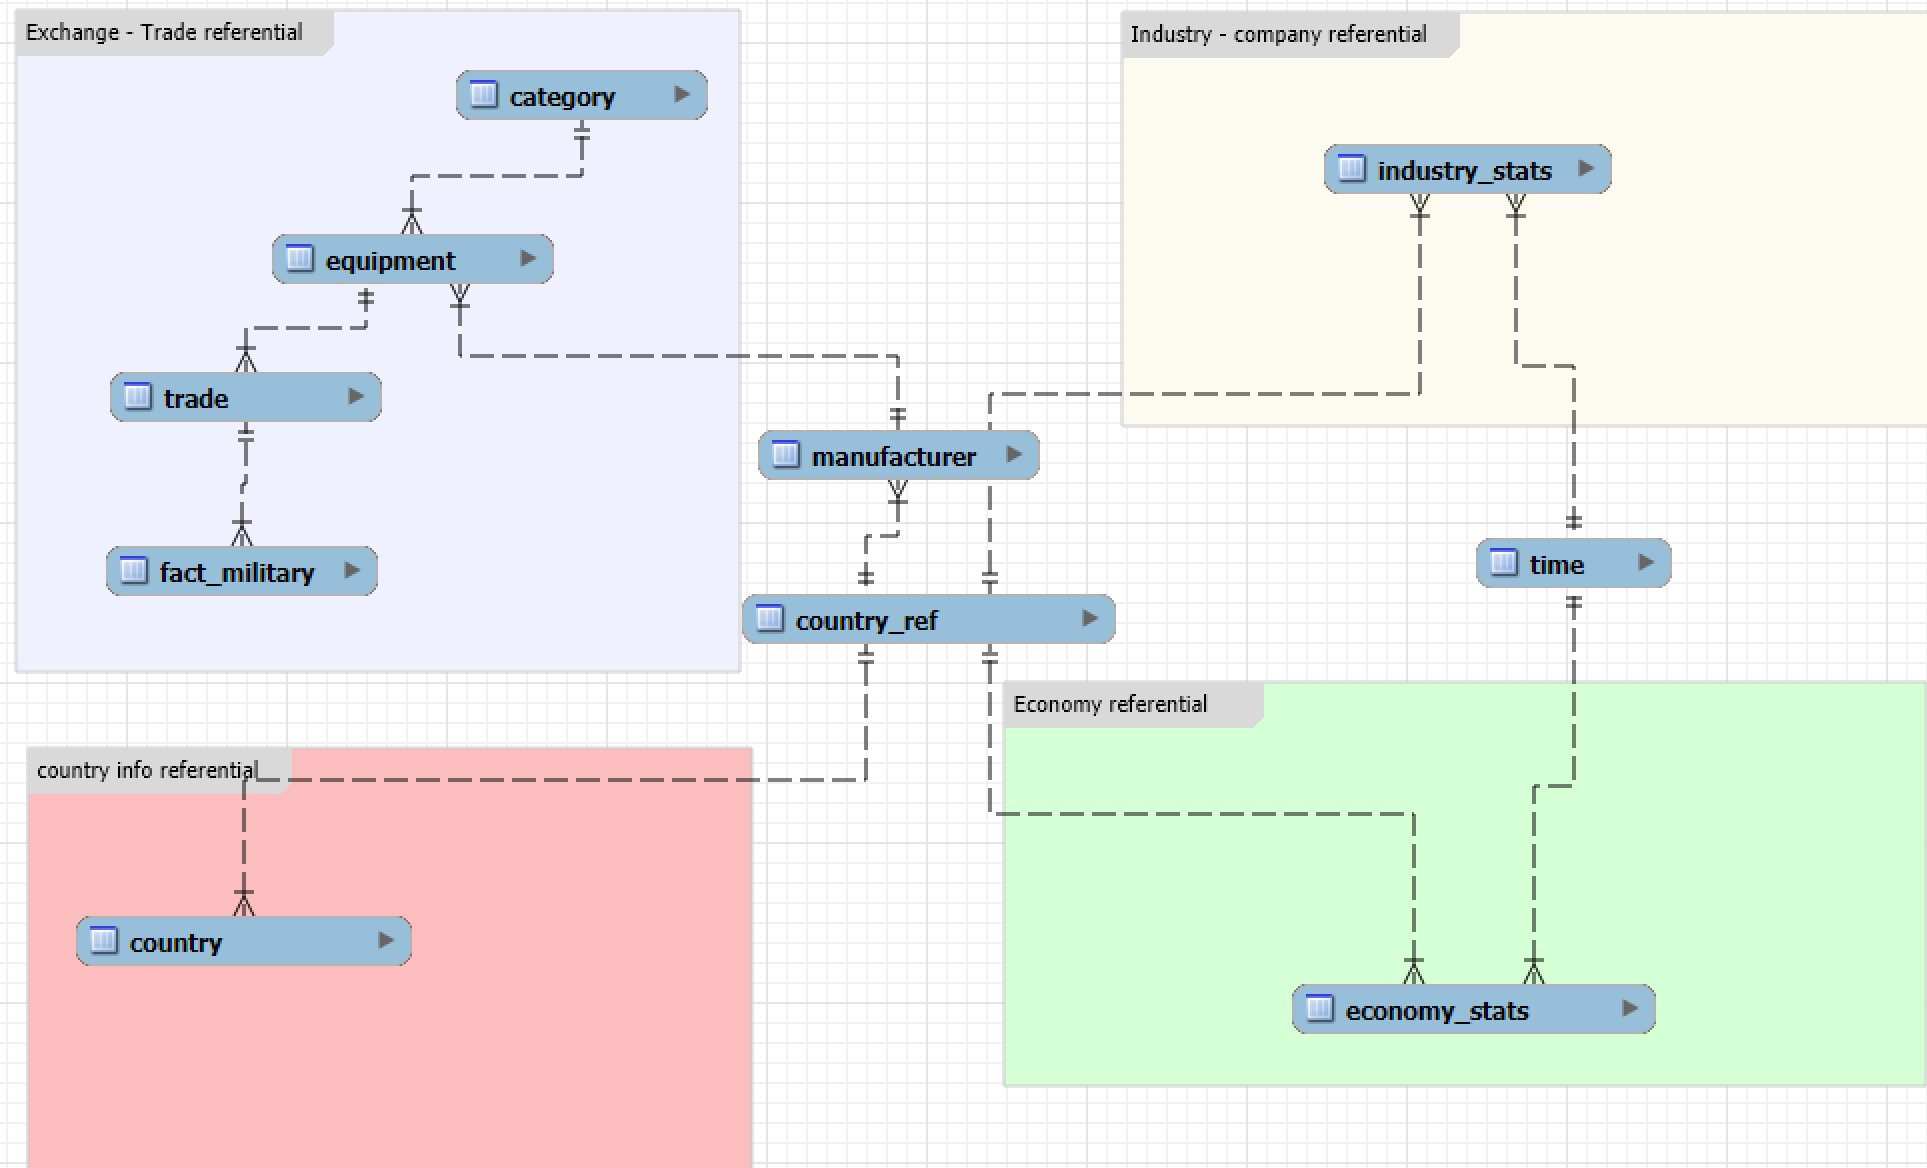 Exchange - Trade referential
category
equipment
trade
fact_military
Industry - company referential
industry_stats
manufacturer
country_ref
time
country info referential
country
Economy referential
economy_stats